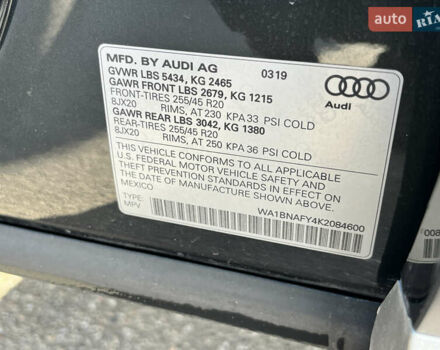 AUTO RIA
MFD. BY AUDI AG 0319
GVWR LBS 5434, KG 2465
GAWR FRONT LBS 2679, KG 1215
FRONT-TIRES 255/45 R20
8JX20 RIMS, AT 230 KPA 33 PSI COLD
GAWR REAR LBS 3042, KG 1380
REAR-TIRES 255/45 R20
8JX20 RIMS, AT 250 KPA 36 PSI COLD
Audi
THIS VEHICLE CONFORMS TO ALL APPLICABLE
U.S. FEDERAL MOTOR VEHICLE SAFETY AND
THEFT PREVENTION STANDARDS IN EFFECT ON
DATE OF MANUFACTURE SHOWN ABOVE.
MEXICO
WA1BNAFY4K2084600
TYPE:
MPV